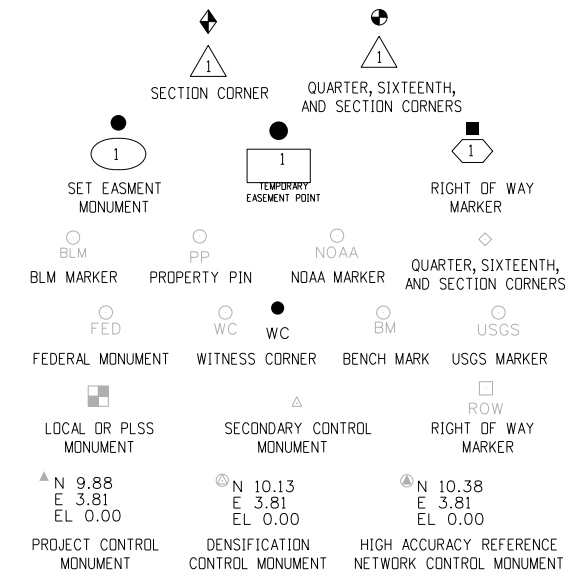 1
1
SECTION CORNER
QUARTER, SIXTEENTH,
AND SECTION CORNERS
1
1
1
SET EASMENT
MONUMENT
TEMPORARY
EASEMENT POINT
RIGHT OF WAY
MARKER
BLM
PP
NOAA
BLM MARKER
PROPERTY PIN
NOAA MARKER
QUARTER, SIXTEENTH,
AND SECTION CORNERS
FED
WC
WC
BM
USGS
FEDERAL MONUMENT
WITNESS CORNER
BENCH MARK
USGS MARKER
ROW
LOCAL OR PLSS
MONUMENT
SECONDARY CONTROL
MONUMENT
RIGHT OF WAY
MARKER
N 9.88
E 3.81
EL 0.00
N 10.13
E 3.81
EL 0.00
N 10.38
E 3.81
EL 0.00
PROJECT CONTROL
MONUMENT
DENSIFICATION
CONTROL MONUMENT
HIGH ACCURACY REFERENCE
NETWORK CONTROL MONUMENT